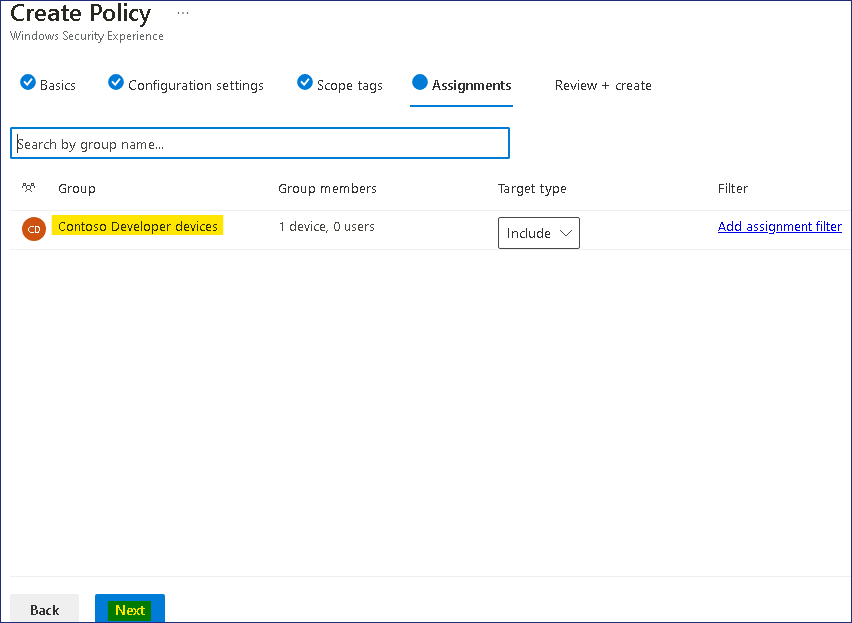 Create Policy ...
Windows Security Experience
Basics Configuration settings Scope tags Assignments Review + create
Search by group name...
Group Group members Target type Filter
CD Contoso Developer devices 1 device, 0 users Include Add assignment filter
Back Next